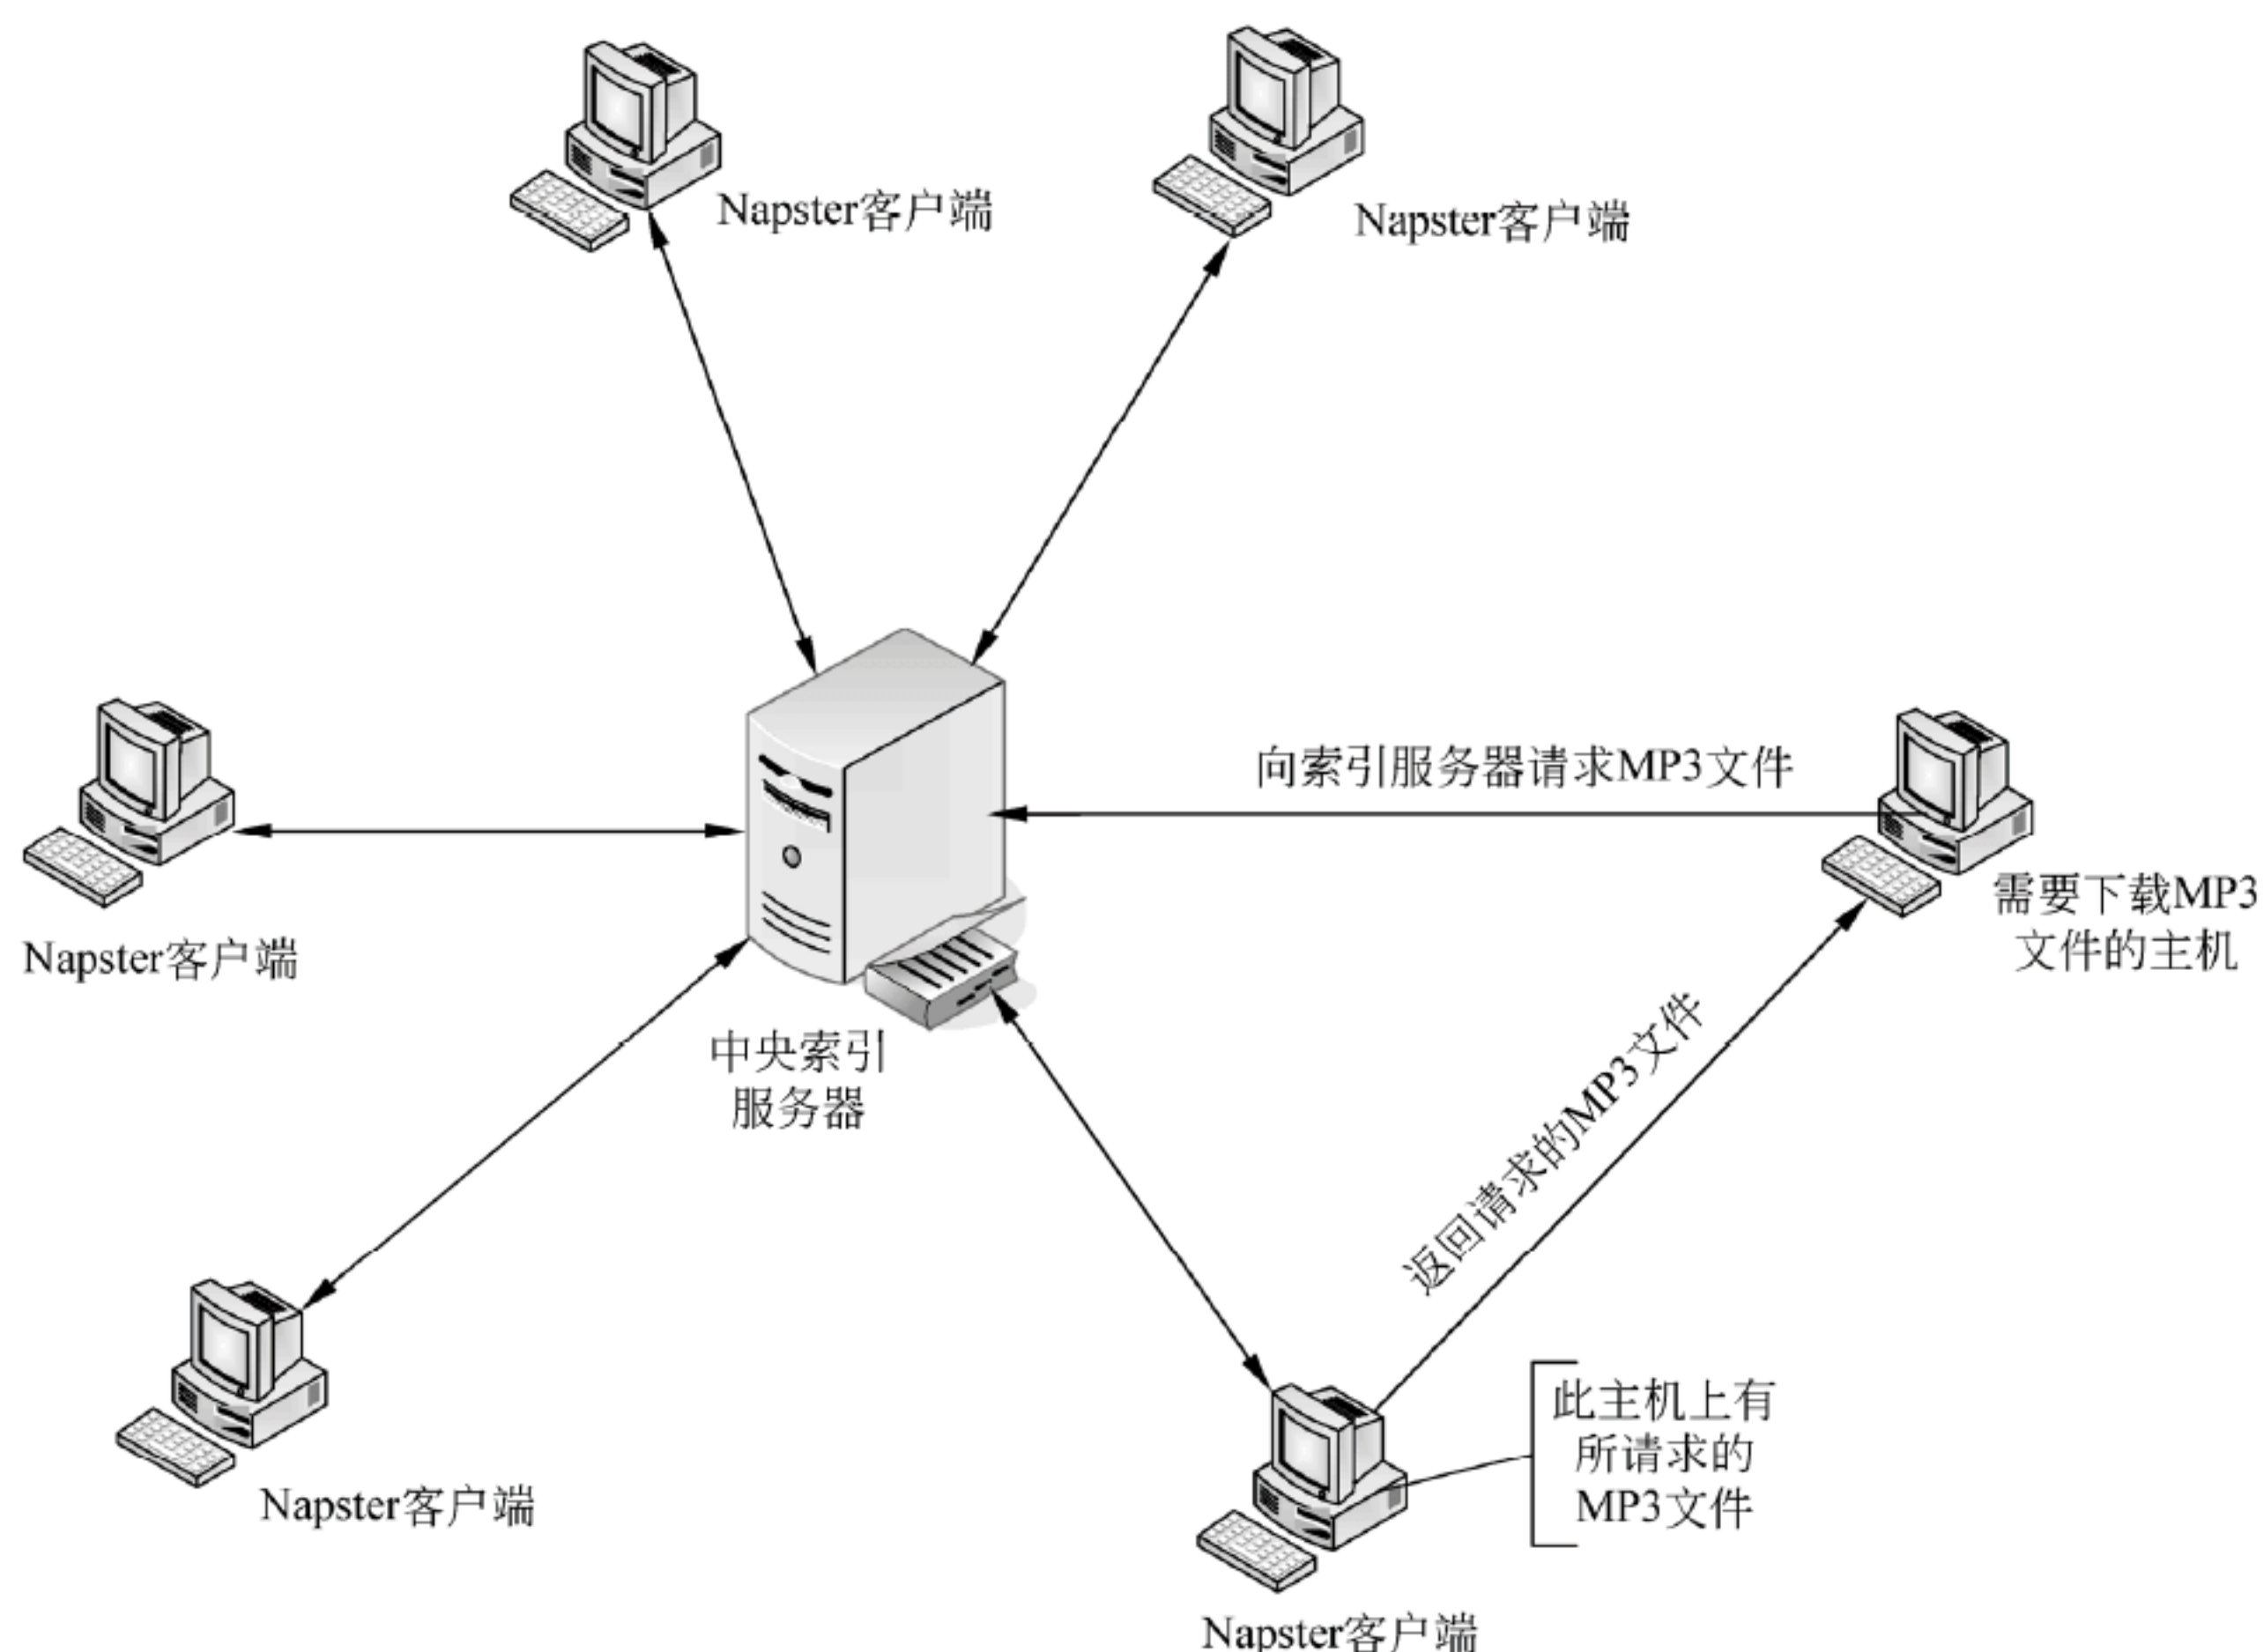 Napster客户端
Napster客户端
向索引服务器请求MP3文件
需要下载MP3
文件的主机
Napster客户端
中央索引
服务器
返回请求的MP3文件
此主机上有
所请求的
MP3文件
Napster客户端
Napster客户端